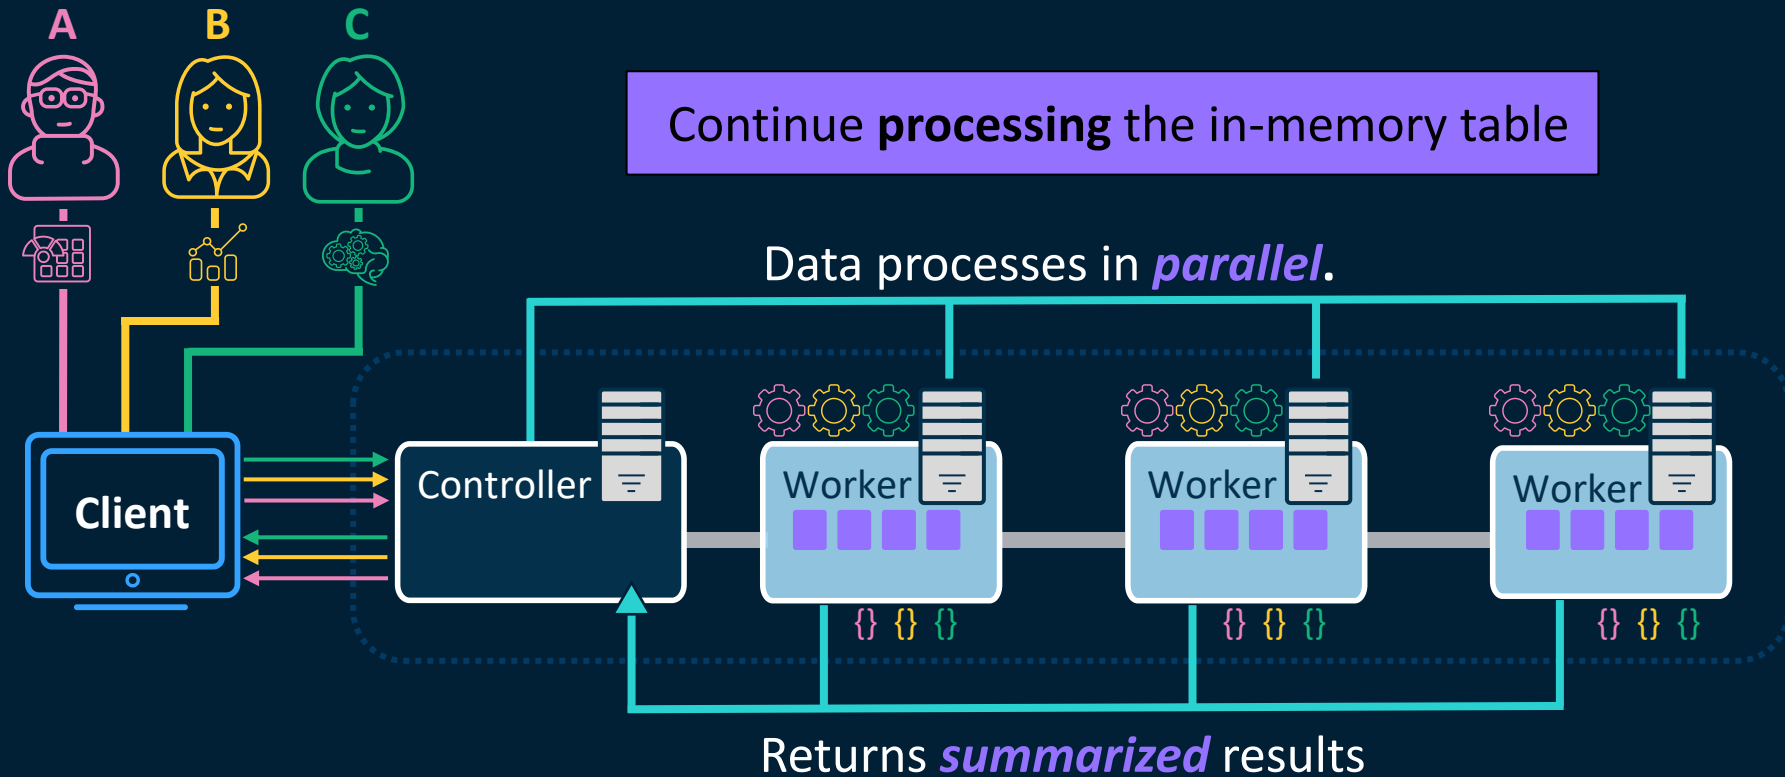 A
B
C
Continue processing the in-memory table
Data processes in parallel.
Client
Controller
Worker
Worker
Worker
{} {} {}
{} {} {}
{} {} {}
Returns summarized results